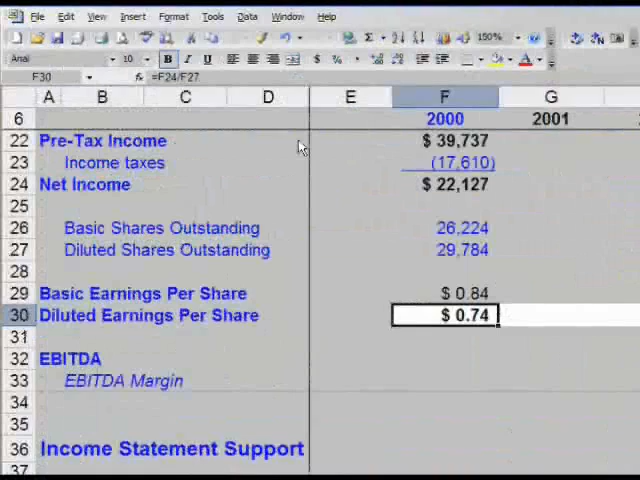 File Edit View Insert Format Tools Data Window Help
Σ 150%
Arial 10 B I U $ % ,
F30 fx =F24/F27
A B C D E F G
6 2000 2001
22 Pre-Tax Income $ 39,737
23 Income taxes (17,610)
24 Net Income $ 22,127
25
26 Basic Shares Outstanding 26,224
27 Diluted Shares Outstanding 29,784
28
29 Basic Earnings Per Share $ 0.84
30 Diluted Earnings Per Share $ 0.74
31
32 EBITDA
33 EBITDA Margin
34
35
36 Income Statement Support
37